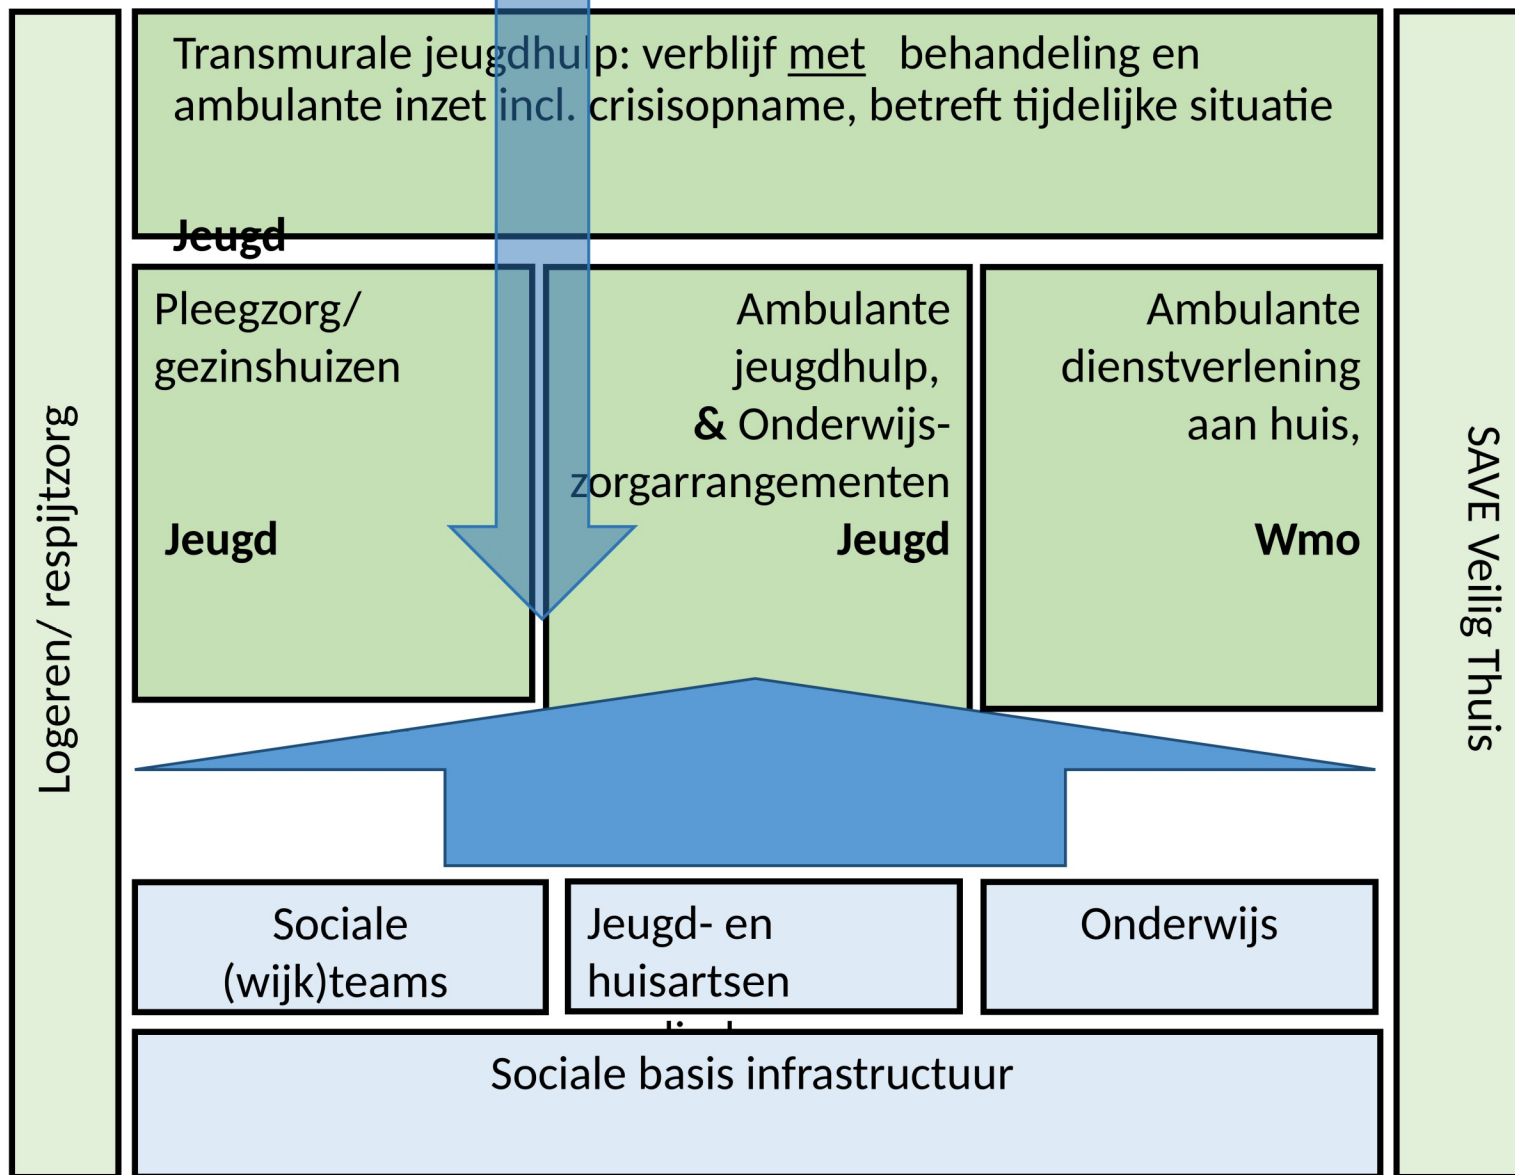 Transmurale jeugdhulp: verblijf met behandeling en
ambulante inzet incl. crisisopname, betreft tijdelijke situatie
Jeugd
Logeren/ respijtzorg
Pleegzorg/
gezinshuizen
Jeugd
Ambulante
jeugdhulp,
& Onderwijs-
zorgarrangementen
Jeugd
Ambulante
dienstverlening
aan huis,
Wmo
SAVE Veilig Thuis
Sociale
(wijk)teams
Jeugd- en
huisartsen
Onderwijs
Sociale basis infrastructuur